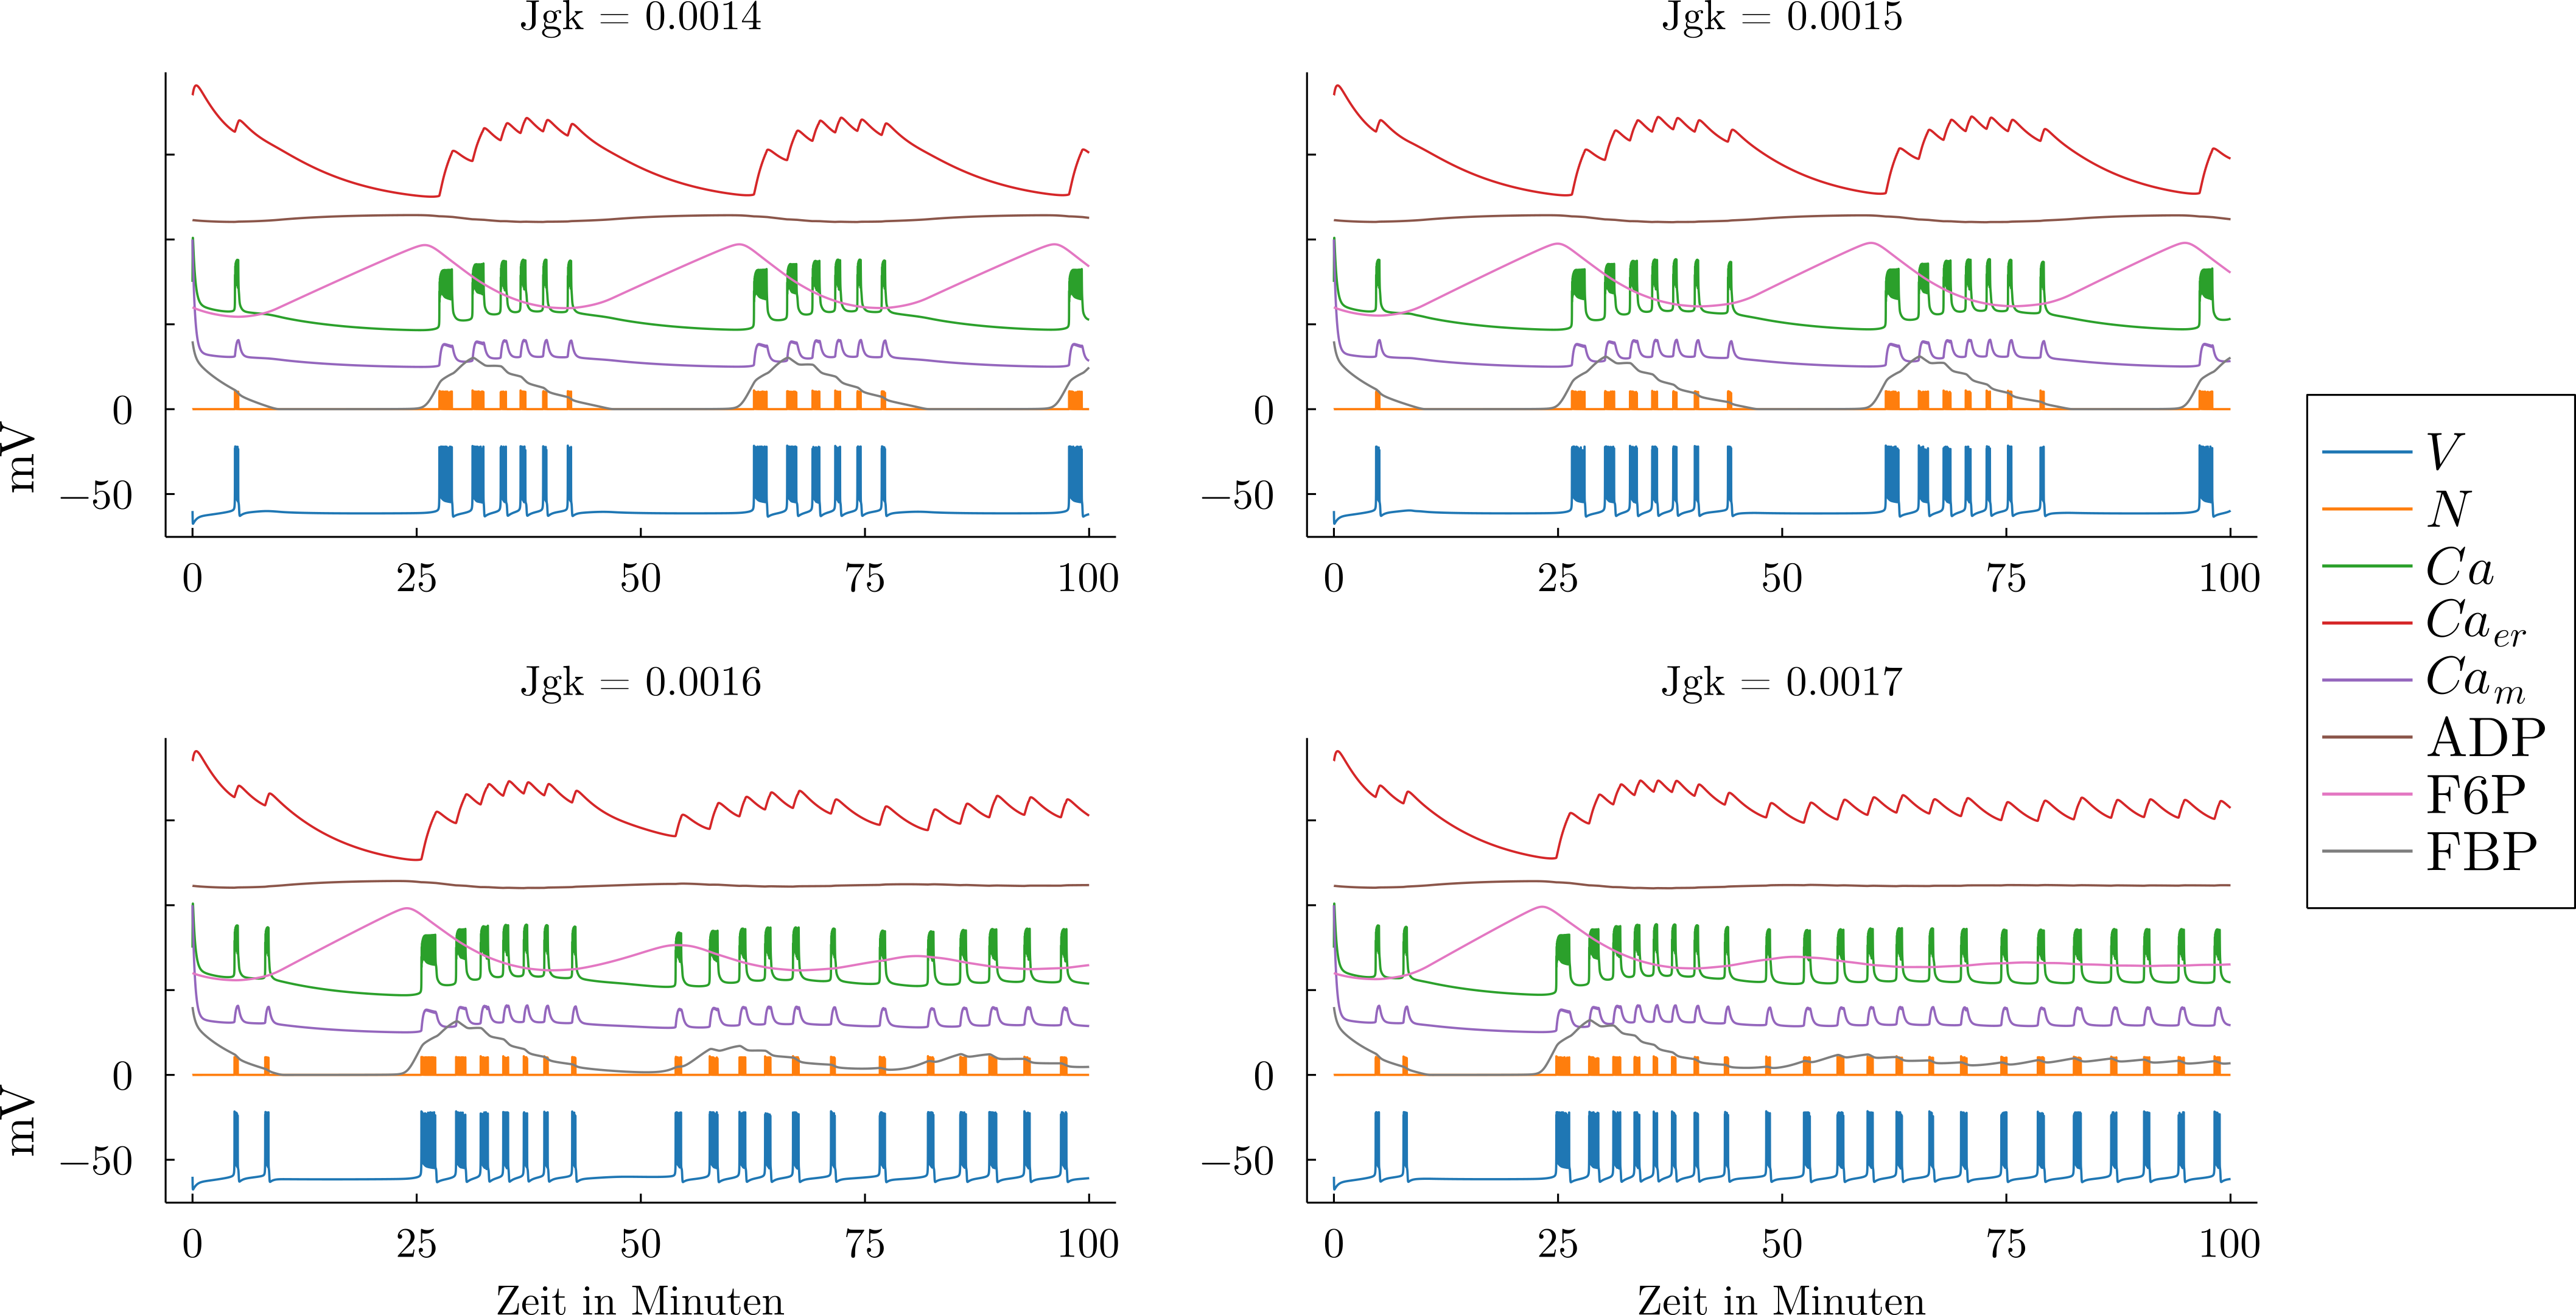 Jgk = 0.0014
mV
0
−50
0 25 50 75 100
Jgk = 0.0015
0
−50
0 25 50 75 100
Jgk = 0.0016
mV
0
−50
0 25 50 75 100
Zeit in Minuten
Jgk = 0.0017
0
−50
0 25 50 75 100
Zeit in Minuten
V
N
Ca
Ca_er
Ca_m
ADP
F6P
FBP